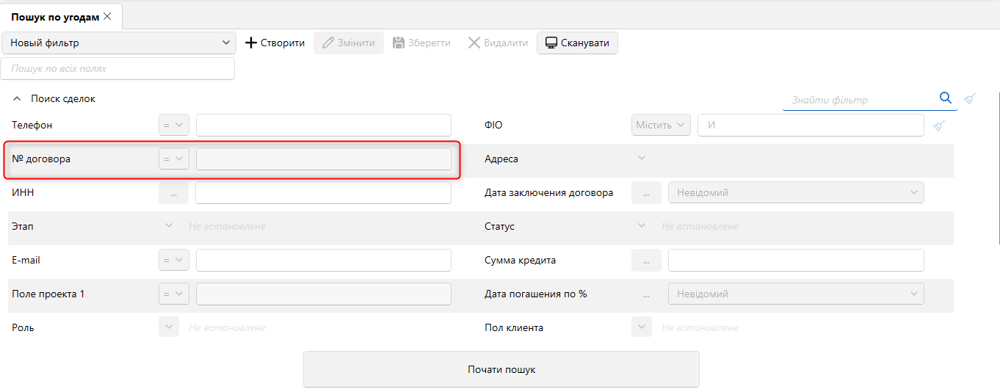 Пошук по угодам
Новый фильтр Створити Змінити Зберегти Видалити Сканувати
Пошук по всіх полях
Поиск сделок Знайти фільтр
Телефон = ФІО Містить И
№ договора = Адреса
ИНН ... Дата заключения договора ... Невідомий
Этап Не встановлене Статус Не встановлене
E-mail = Сумма кредита ...
Поле проекта 1 = Дата погашения по % ... Невідомий
Роль Не встановлене Пол клиента Не встановлене
Почати пошук